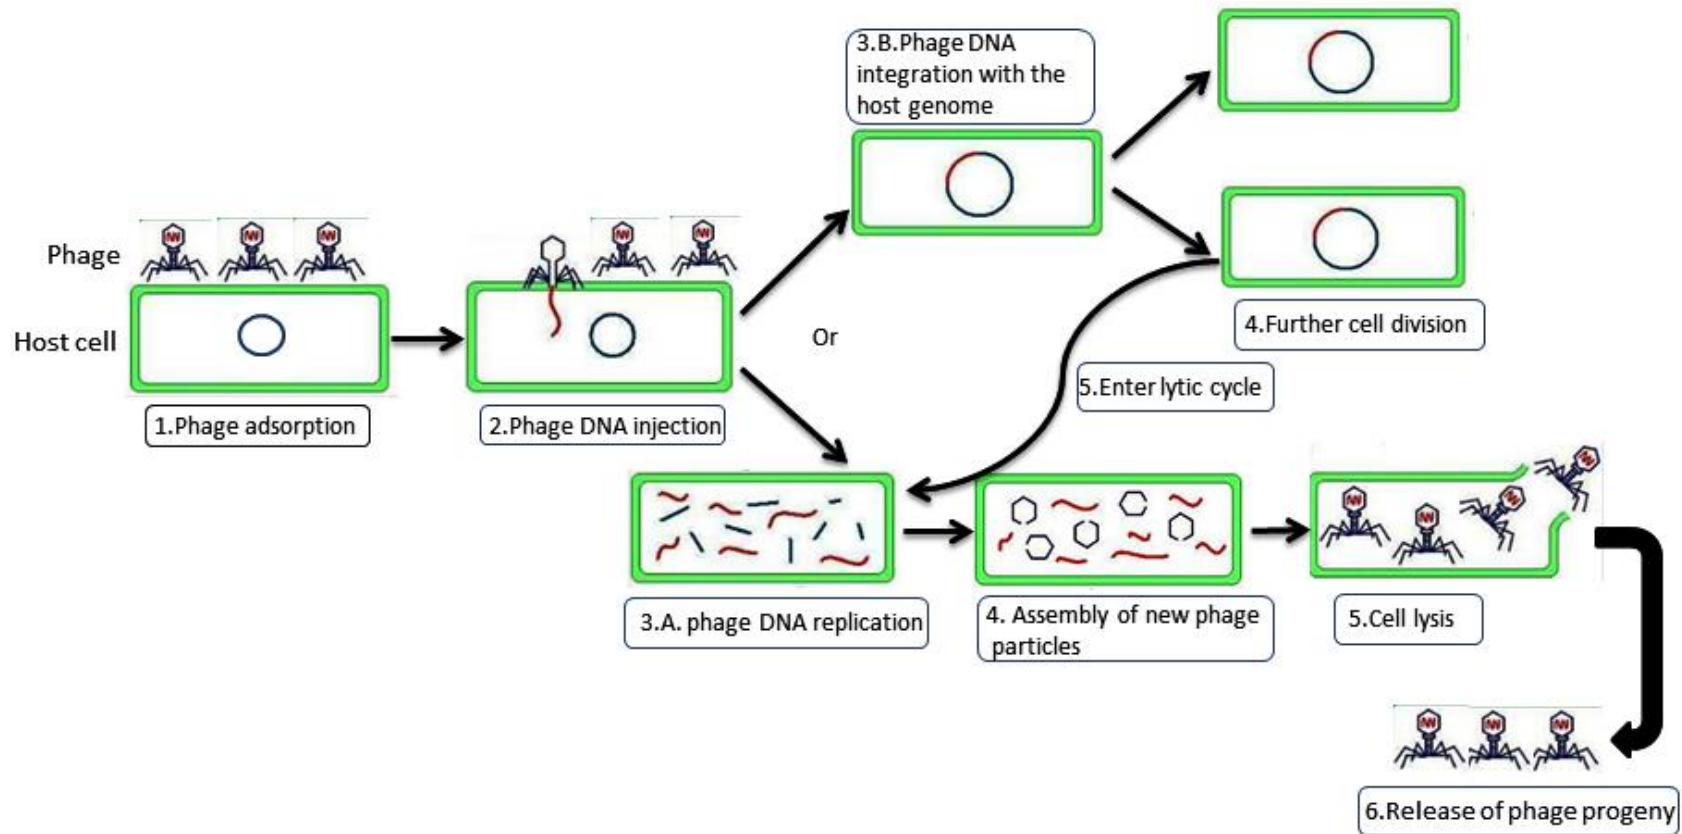 3.B.Phage DNA
integration with the
host genome
Phage
Host cell
Or
4.Further cell division
5.Enter lytic cycle
1.Phage adsorption
2.Phage DNA injection
3.A. phage DNA replication
4. Assembly of new phage
particles
5.Cell lysis
6.Release of phage progeny